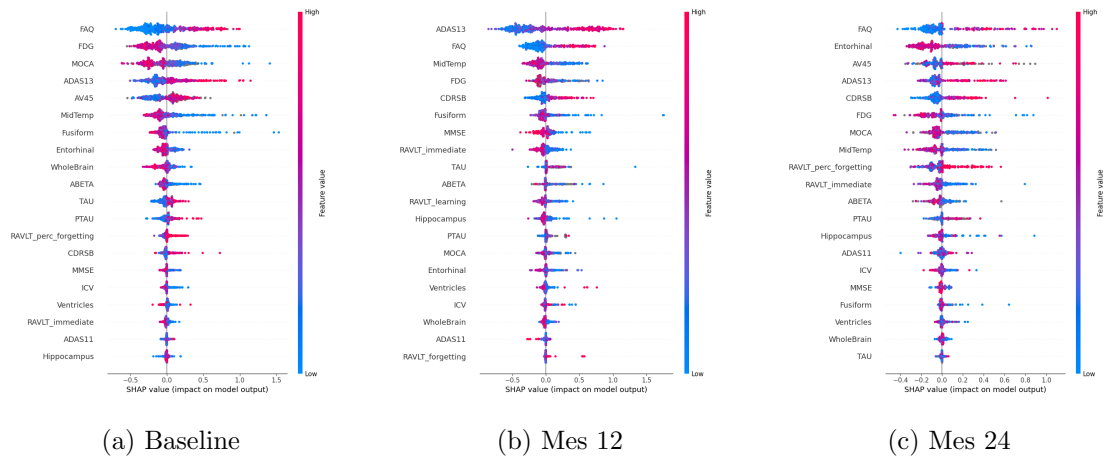 FAQ
FDG
MOCA
ADAS13
AV45
MidTemp
Fusiform
Entorhinal
WholeBrain
ABETA
TAU
PTAU
RAVLT_perc_forgetting
CDRSB
MMSE
ICV
Ventricles
RAVLT_immediate
ADAS11
Hippocampus
−0.5 0.0 0.5 1.0 1.5
SHAP value (impact on model output)
High
Feature value
Low
(a) Baseline
ADAS13
FAQ
MidTemp
FDG
CDRSB
Fusiform
MMSE
RAVLT_immediate
TAU
ABETA
RAVLT_learning
Hippocampus
PTAU
MOCA
Entorhinal
Ventricles
ICV
WholeBrain
ADAS11
RAVLT_forgetting
−0.5 0.0 0.5 1.0 1.5
SHAP value (impact on model output)
High
Feature value
Low
(b) Mes 12
FAQ
Entorhinal
AV45
ADAS13
CDRSB
FDG
MOCA
MidTemp
RAVLT_perc_forgetting
RAVLT_immediate
ABETA
PTAU
Hippocampus
ADAS11
ICV
MMSE
Fusiform
Ventricles
WholeBrain
TAU
−0.4 −0.2 0.0 0.2 0.4 0.6 0.8 1.0
SHAP value (impact on model output)
High
Feature value
Low
(c) Mes 24